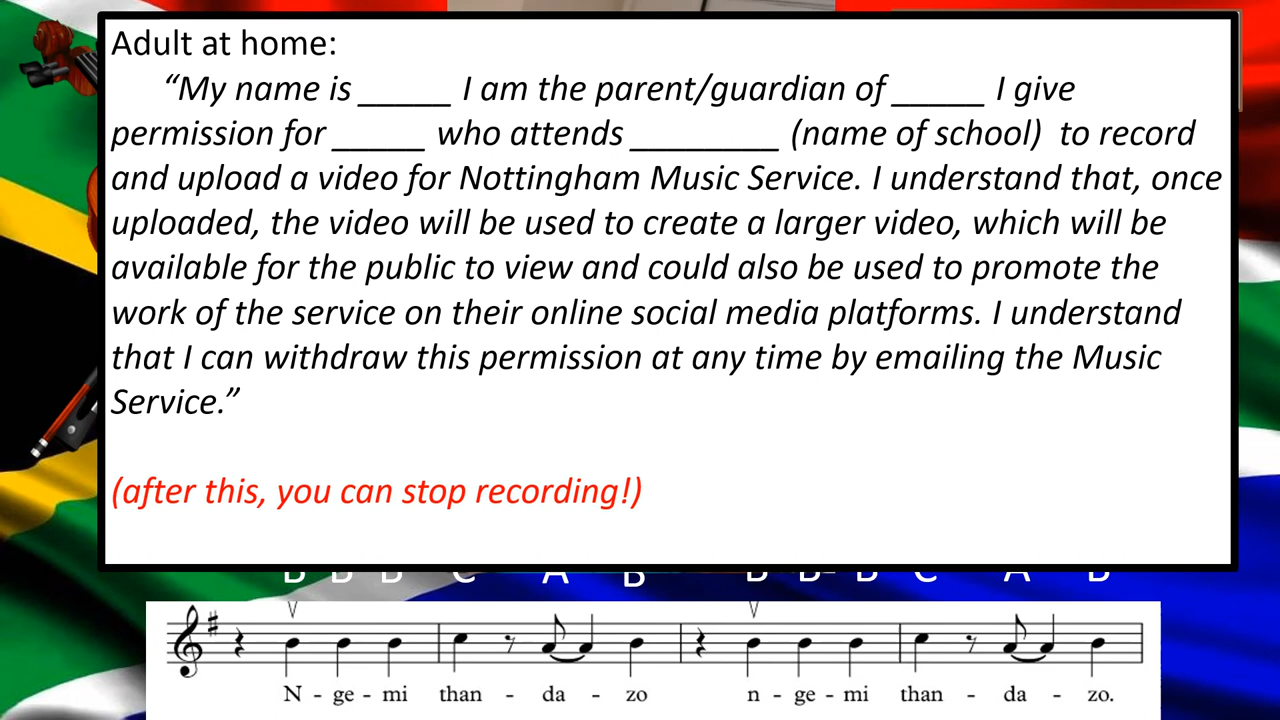 Adult at home:
“My name is _____ I am the parent/guardian of _____ I give
permission for _____ who attends ________ (name of school)  to record
and upload a video for Nottingham Music Service. I understand that, once
uploaded, the video will be used to create a larger video, which will be
available for the public to view and could also be used to promote the
work of the service on their online social media platforms. I understand
that I can withdraw this permission at any time by emailing the Music
Service.”
(after this, you can stop recording!)
B B B C A B B B B C A B
N - ge - mi than - da - zo n - ge - mi than - da - zo.